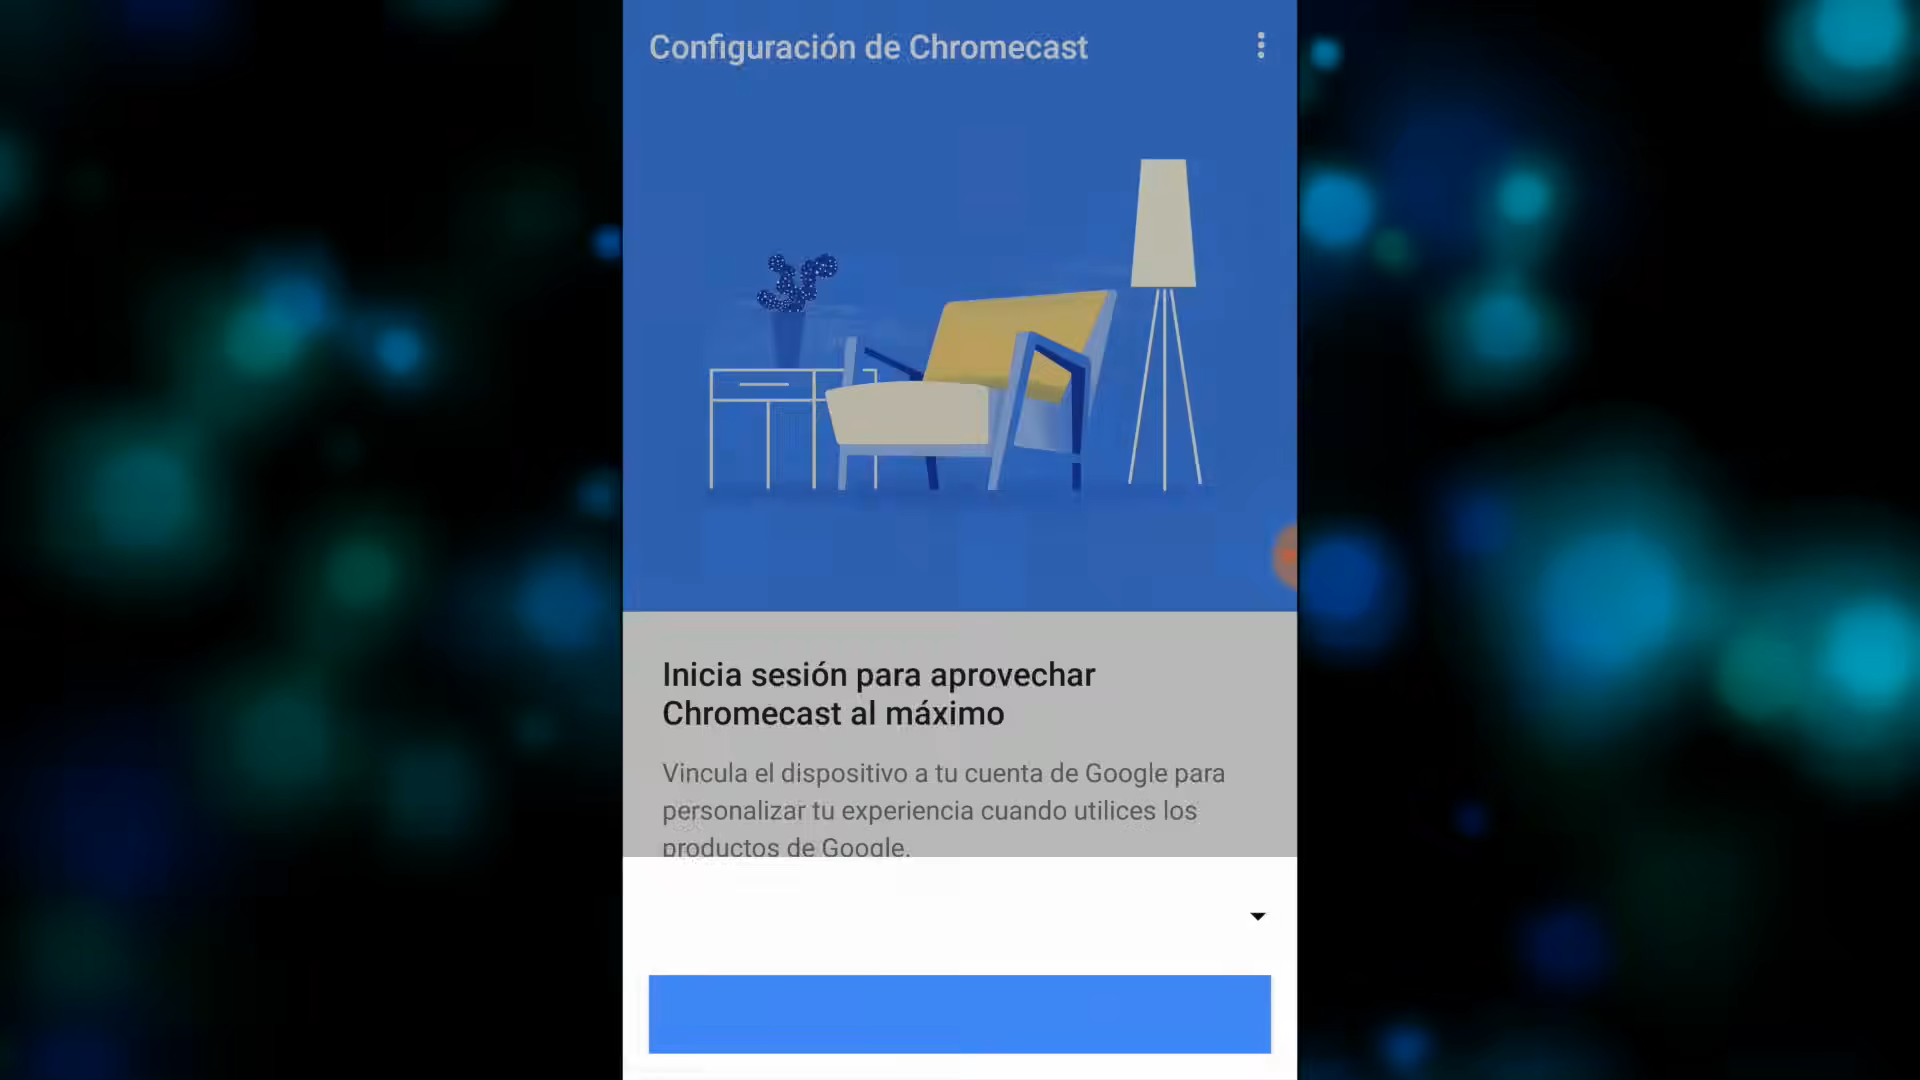 Configuración de Chromecast
Inicia sesión para aprovechar
Chromecast al máximo
Vincula el dispositivo a tu cuenta de Google para
personalizar tu experiencia cuando utilices los
productos de Google.